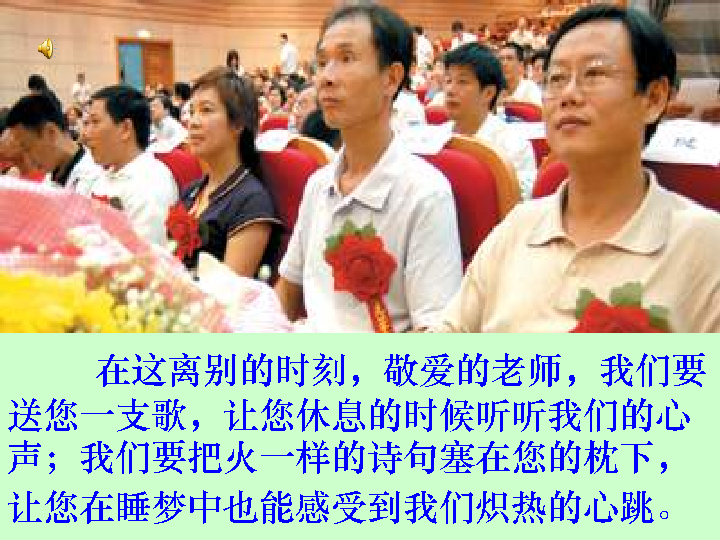 在这离别的时刻，敬爱的老师，我们要
送您一支歌，让您休息的时候听听我们的心
声；我们要把火一样的诗句塞在您的枕下，
让您在睡梦中也能感受到我们炽热的心跳。